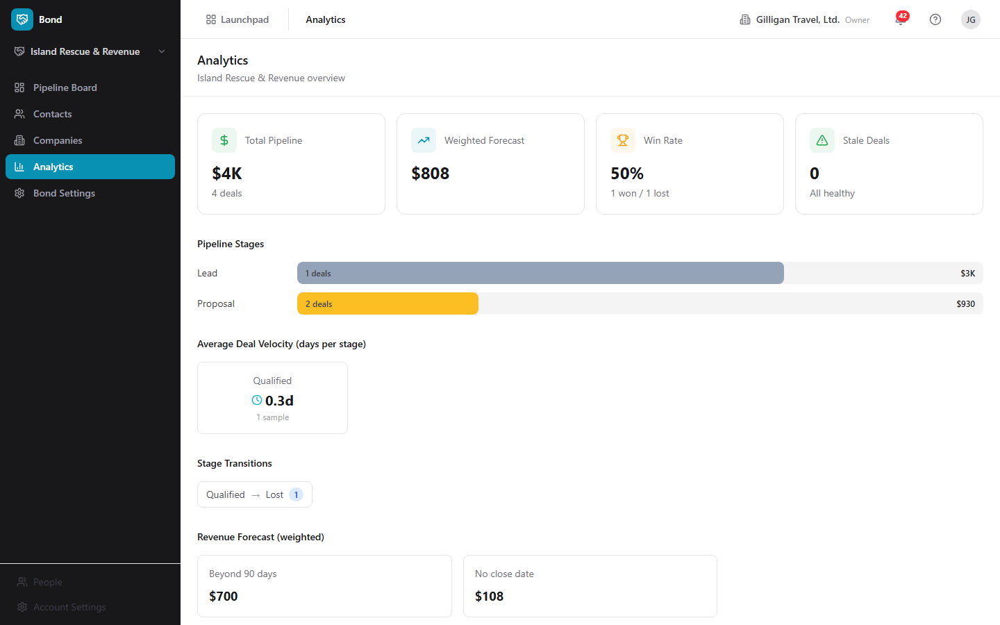 Bond
Island Rescue & Revenue
Pipeline Board
Contacts
Companies
Analytics
Bond Settings
People
Account Settings
Launchpad
Analytics
Gilligan Travel, Ltd. Owner
42
JG
Analytics
Island Rescue & Revenue overview
Total Pipeline
$4K
4 deals
Weighted Forecast
$808
Win Rate
50%
1 won / 1 lost
Stale Deals
0
All healthy
Pipeline Stages
Lead
1 deals
$3K
Proposal
2 deals
$930
Average Deal Velocity (days per stage)
Qualified
0.3d
1 sample
Stage Transitions
Qualified → Lost 1
Revenue Forecast (weighted)
Beyond 90 days
$700
No close date
$108